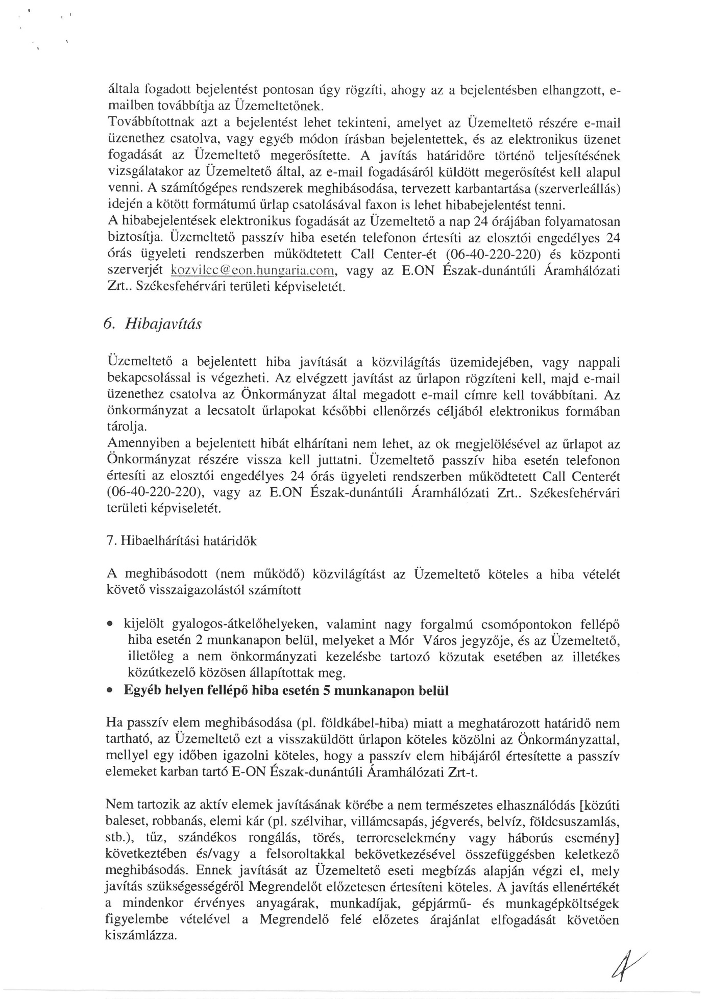 általa fogadott bejelentést pontosan úgy rögzíti, ahogy az a bejelentésben elhangzott, e-
mailben továbbítja az Üzemeltetőnek.
Továbbítottnak azt a bejelentést lehet tekinteni, amelyet az Üzemeltető részére e-mail
üzenethez csatolva, vagy egyéb módon írásban bejelentettek, és az elektronikus üzenet
fogadását az Üzemeltető megerősítette. A javítás határidőre történő teljesítésének
vizsgálatakor az Üzemeltető által, az e-mail fogadásáról küldött megerősítést kell alapul
venni. A számítógépes rendszerek meghibásodása, tervezett karbantartása (szerverleállás)
idején a kötött formátumú űrlap csatolásával faxon is lehet hibabejelentést tenni.
A hibabejelentések elektronikus fogadását az Üzemeltető a nap 24 órájában folyamatosan
biztosítja. Üzemeltető passzív hiba esetén telefonon értesíti az elosztói engedélyes 24
órás ügyeleti rendszerben működtetett Call Center-ét (06-40-220-220) és központi
szerverjét kozvilcc@eon.hungaria.com, vagy az E.ON Észak-dunántúli Áramhálózati
Zrt.. Székesfehérvári területi képviseletét.
6. Hibajavítás
Üzemeltető a bejelentett hiba javítását a közvilágítás üzemidejében, vagy nappali
bekapcsolással is végezheti. Az elvégzett javítást az űrlapon rögzíteni kell, majd e-mail
üzenethez csatolva az Önkormányzat által megadott e-mail címre kell továbbítani. Az
önkormányzat a lecsatolt űrlapokat későbbi ellenőrzés céljából elektronikus formában
tárolja.
Amennyiben a bejelentett hibát elhárítani nem lehet, az ok megjelölésével az űrlapot az
Önkormányzat részére vissza kell juttatni. Üzemeltető passzív hiba esetén telefonon
értesíti az elosztói engedélyes 24 órás ügyeleti rendszerben működtetett Call Centerét
(06-40-220-220), vagy az E.ON Észak-dunántúli Áramhálózati Zrt.. Székesfehérvári
területi képviseletét.
7. Hibaelhárítási határidők
A meghibásodott (nem működő) közvilágítást az Üzemeltető köteles a hiba vételét
követő visszaigazolástól számított
• kijelölt gyalogos-átkelőhelyeken, valamint nagy forgalmú csomópontokon fellépő
hiba esetén 2 munkanapon belül, melyeket a Mór Város jegyzője, és az Üzemeltető,
illetőleg a nem önkormányzati kezelésbe tartozó közutak esetében az illetékes
közútkezelő közösen állapítottak meg.
• Egyéb helyen fellépő hiba esetén 5 munkanapon belül
Ha passzív elem meghibásodása (pl. földkábel-hiba) miatt a meghatározott határidő nem
tartható, az Üzemeltető ezt a visszaküldött űrlapon köteles közölni az Önkormányzattal,
mellyel egy időben igazolni köteles, hogy a passzív elem hibájáról értesítette a passzív
elemeket karban tartó E-ON Észak-dunántúli Áramhálózati Zrt-t.
Nem tartozik az aktív elemek javításának körébe a nem természetes elhasználódás [közúti
baleset, robbanás, elemi kár (pl. szélvihar, villámcsapás, jégverés, belvíz, földcsuszamlás,
stb.), tűz, szándékos rongálás, törés, terrorcselekmény vagy háborús esemény]
következtében és/vagy a felsoroltakkal bekövetkezésével összefüggésben keletkező
meghibásodás. Ennek javítását az Üzemeltető eseti megbízás alapján végzi el, mely
javítás szükségességéről Megrendelőt előzetesen értesíteni köteles. A javítás ellenértékét
a mindenkor érvényes anyagárak, munkadíjak, gépjármű- és munkagépköltségek
figyelembe vételével a Megrendelő felé előzetes árajánlat elfogadását követően
kiszámlázza.